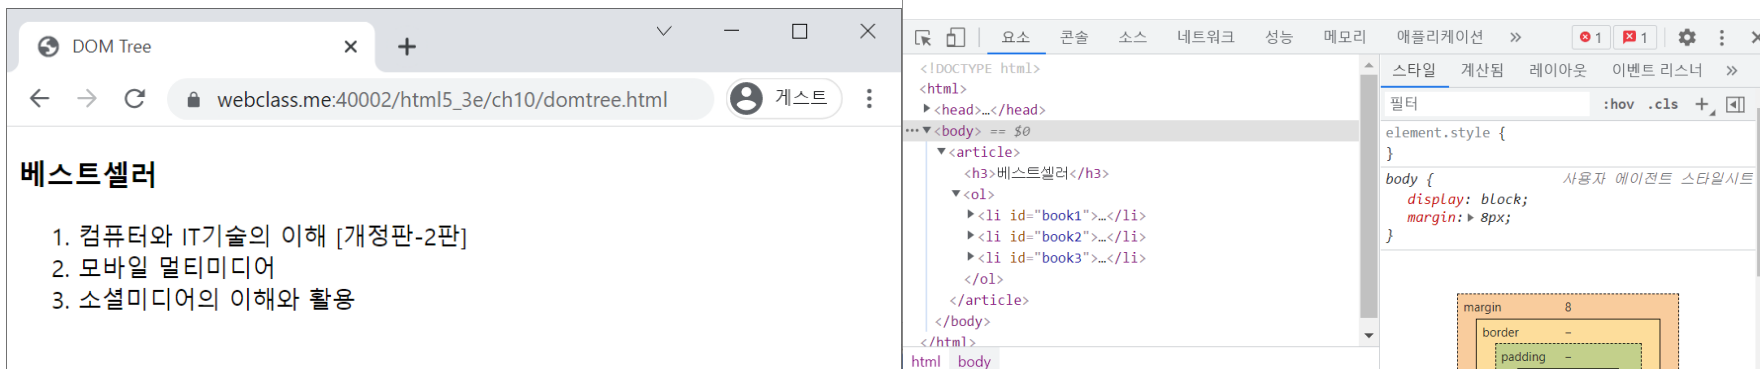 DOM Tree
webclass.me:40002/html5_3e/ch10/domtree.html
게스트
베스트셀러
1. 컴퓨터와 IT기술의 이해 [개정판-2판]
2. 모바일 멀티미디어
3. 소셜미디어의 이해와 활용
요소 콘솔 소스 네트워크 성능 메모리 애플리케이션 » 1 1
<!DOCTYPE html>
<html>
<head>…</head>
<body> == $0
<article>
<h3>베스트셀러</h3>
<ol>
<li id="book1">…</li>
<li id="book2">…</li>
<li id="book3">…</li>
</ol>
</article>
</body>
</html>
html body
스타일 계산됨 레이아웃 이벤트 리스너 »
필터 :hov .cls +
element.style {
}
body { 사용자 에이전트 스타일시트
display: block;
margin: 8px;
}
margin 8
border –
padding –